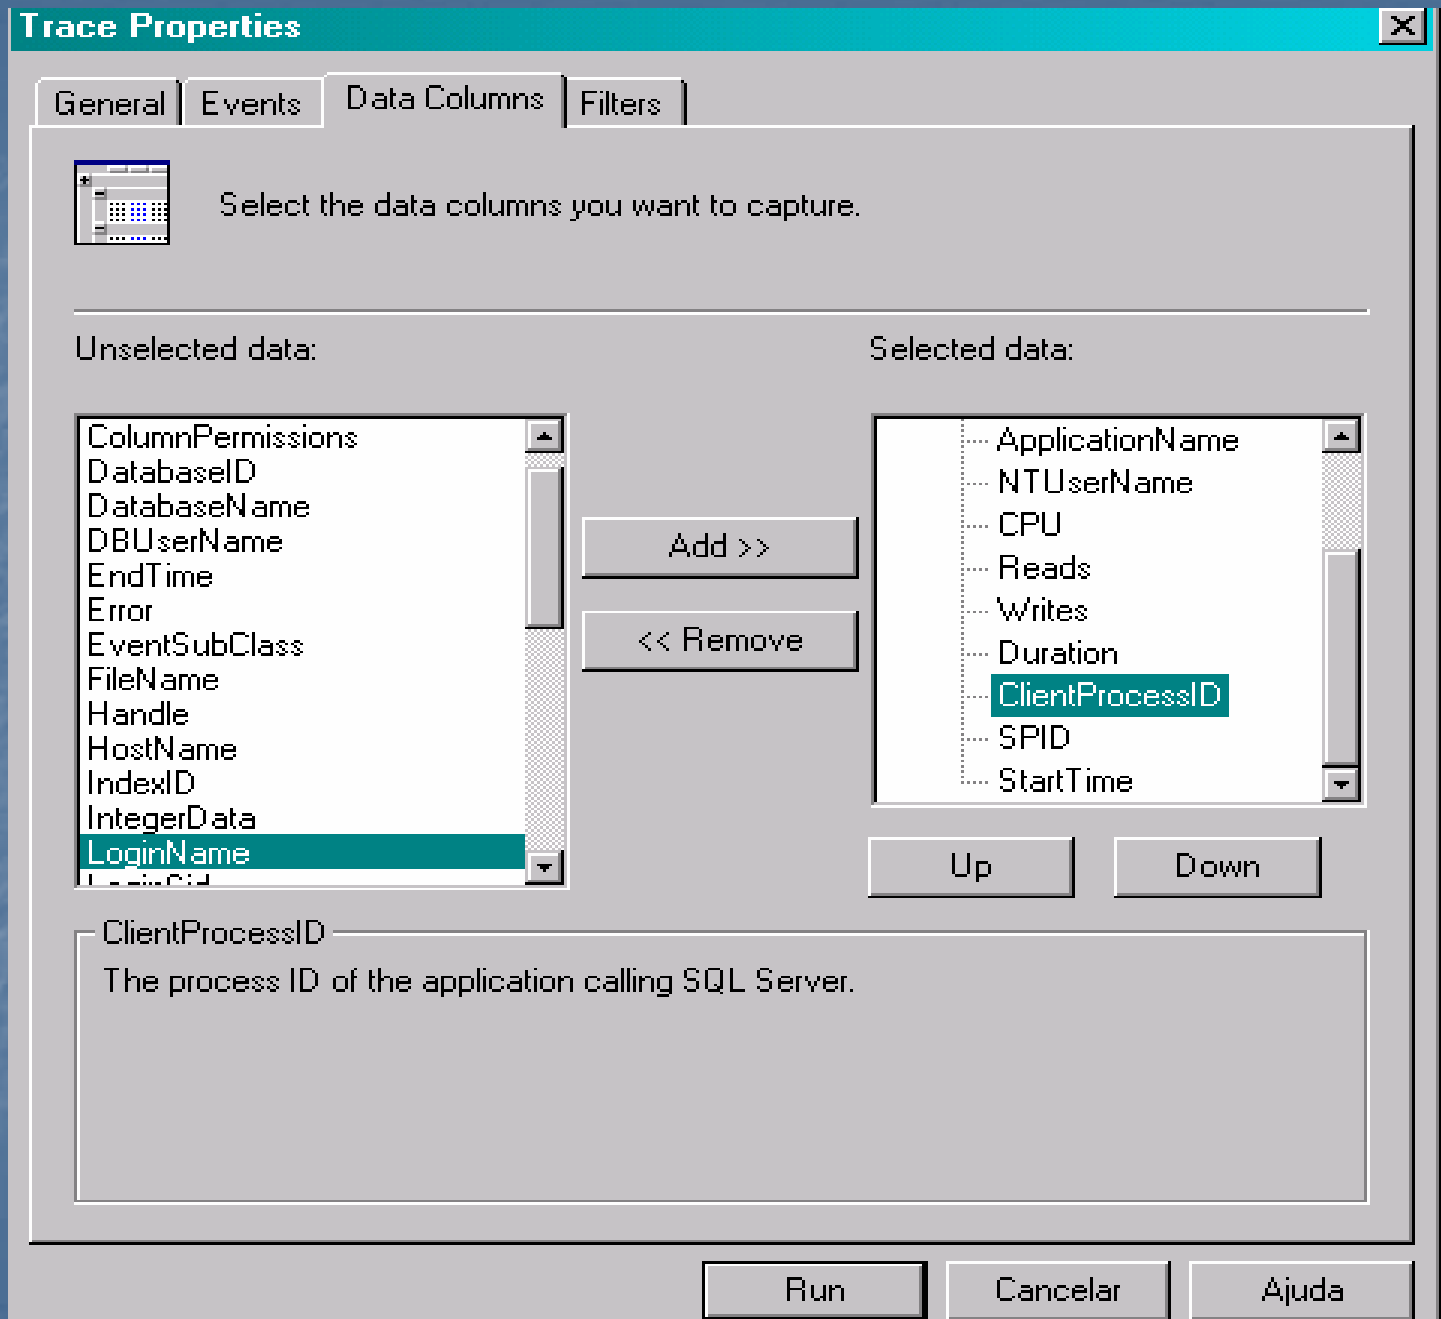 Trace Properties
General Events Data Columns Filters
Select the data columns you want to capture.
Unselected data:
ColumnPermissions
DatabaseID
DatabaseName
DBUserName
EndTime
Error
EventSubClass
FileName
Handle
HostName
IndexID
IntegerData
LoginName
LoginSid
Add >>
<< Remove
Selected data:
ApplicationName
NTUserName
CPU
Reads
Writes
Duration
ClientProcessID
SPID
StartTime
Up Down
ClientProcessID
The process ID of the application calling SQL Server.
Run Cancelar Ajuda